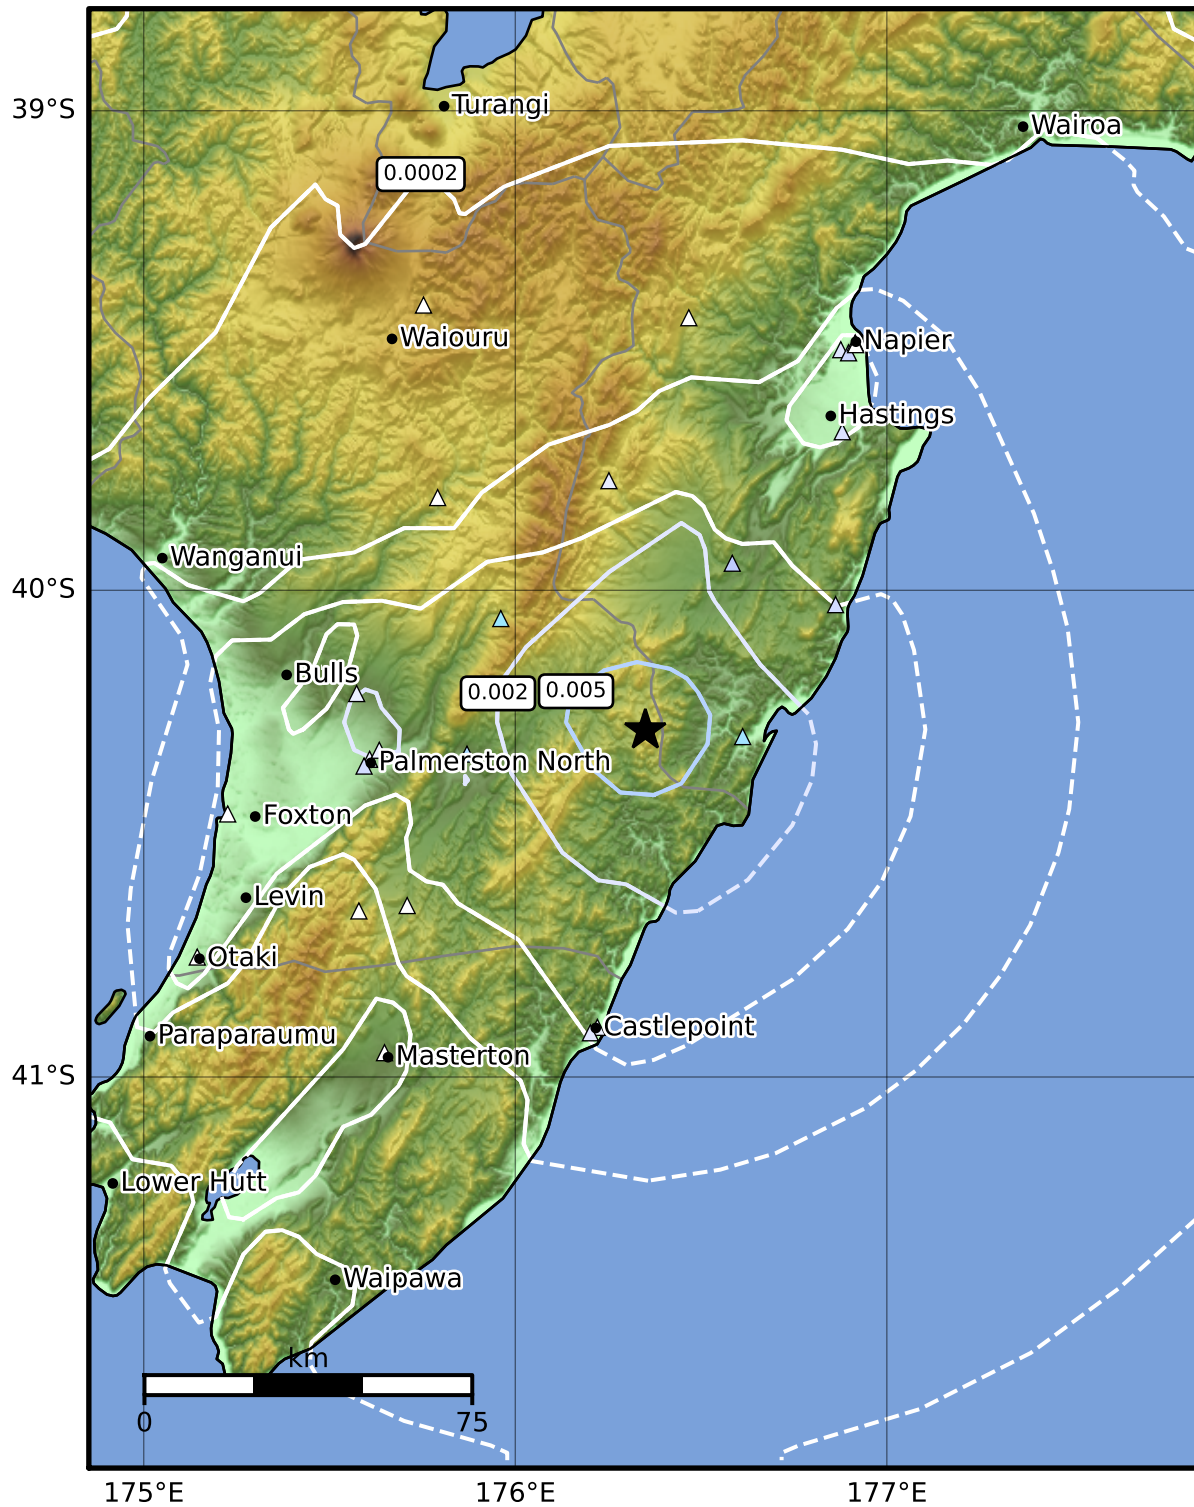 Turangi
39°S
Wairoa
0.0002
Waiouru
Napier
Hastings
Wanganui
40°S
Bulls
0.002
0.005
Palmerston North
Foxton
Levin
Otaki
Castlepoint
Paraparaumu
Masterton
41°S
Lower Hutt
Waipawa
km
0
75
175°E
176°E
177°E